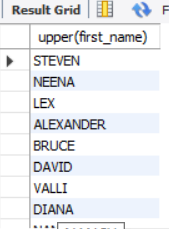 Result Grid F
upper(first_name)
STEVEN
NEENA
LEX
ALEXANDER
BRUCE
DAVID
VALLI
DIANA